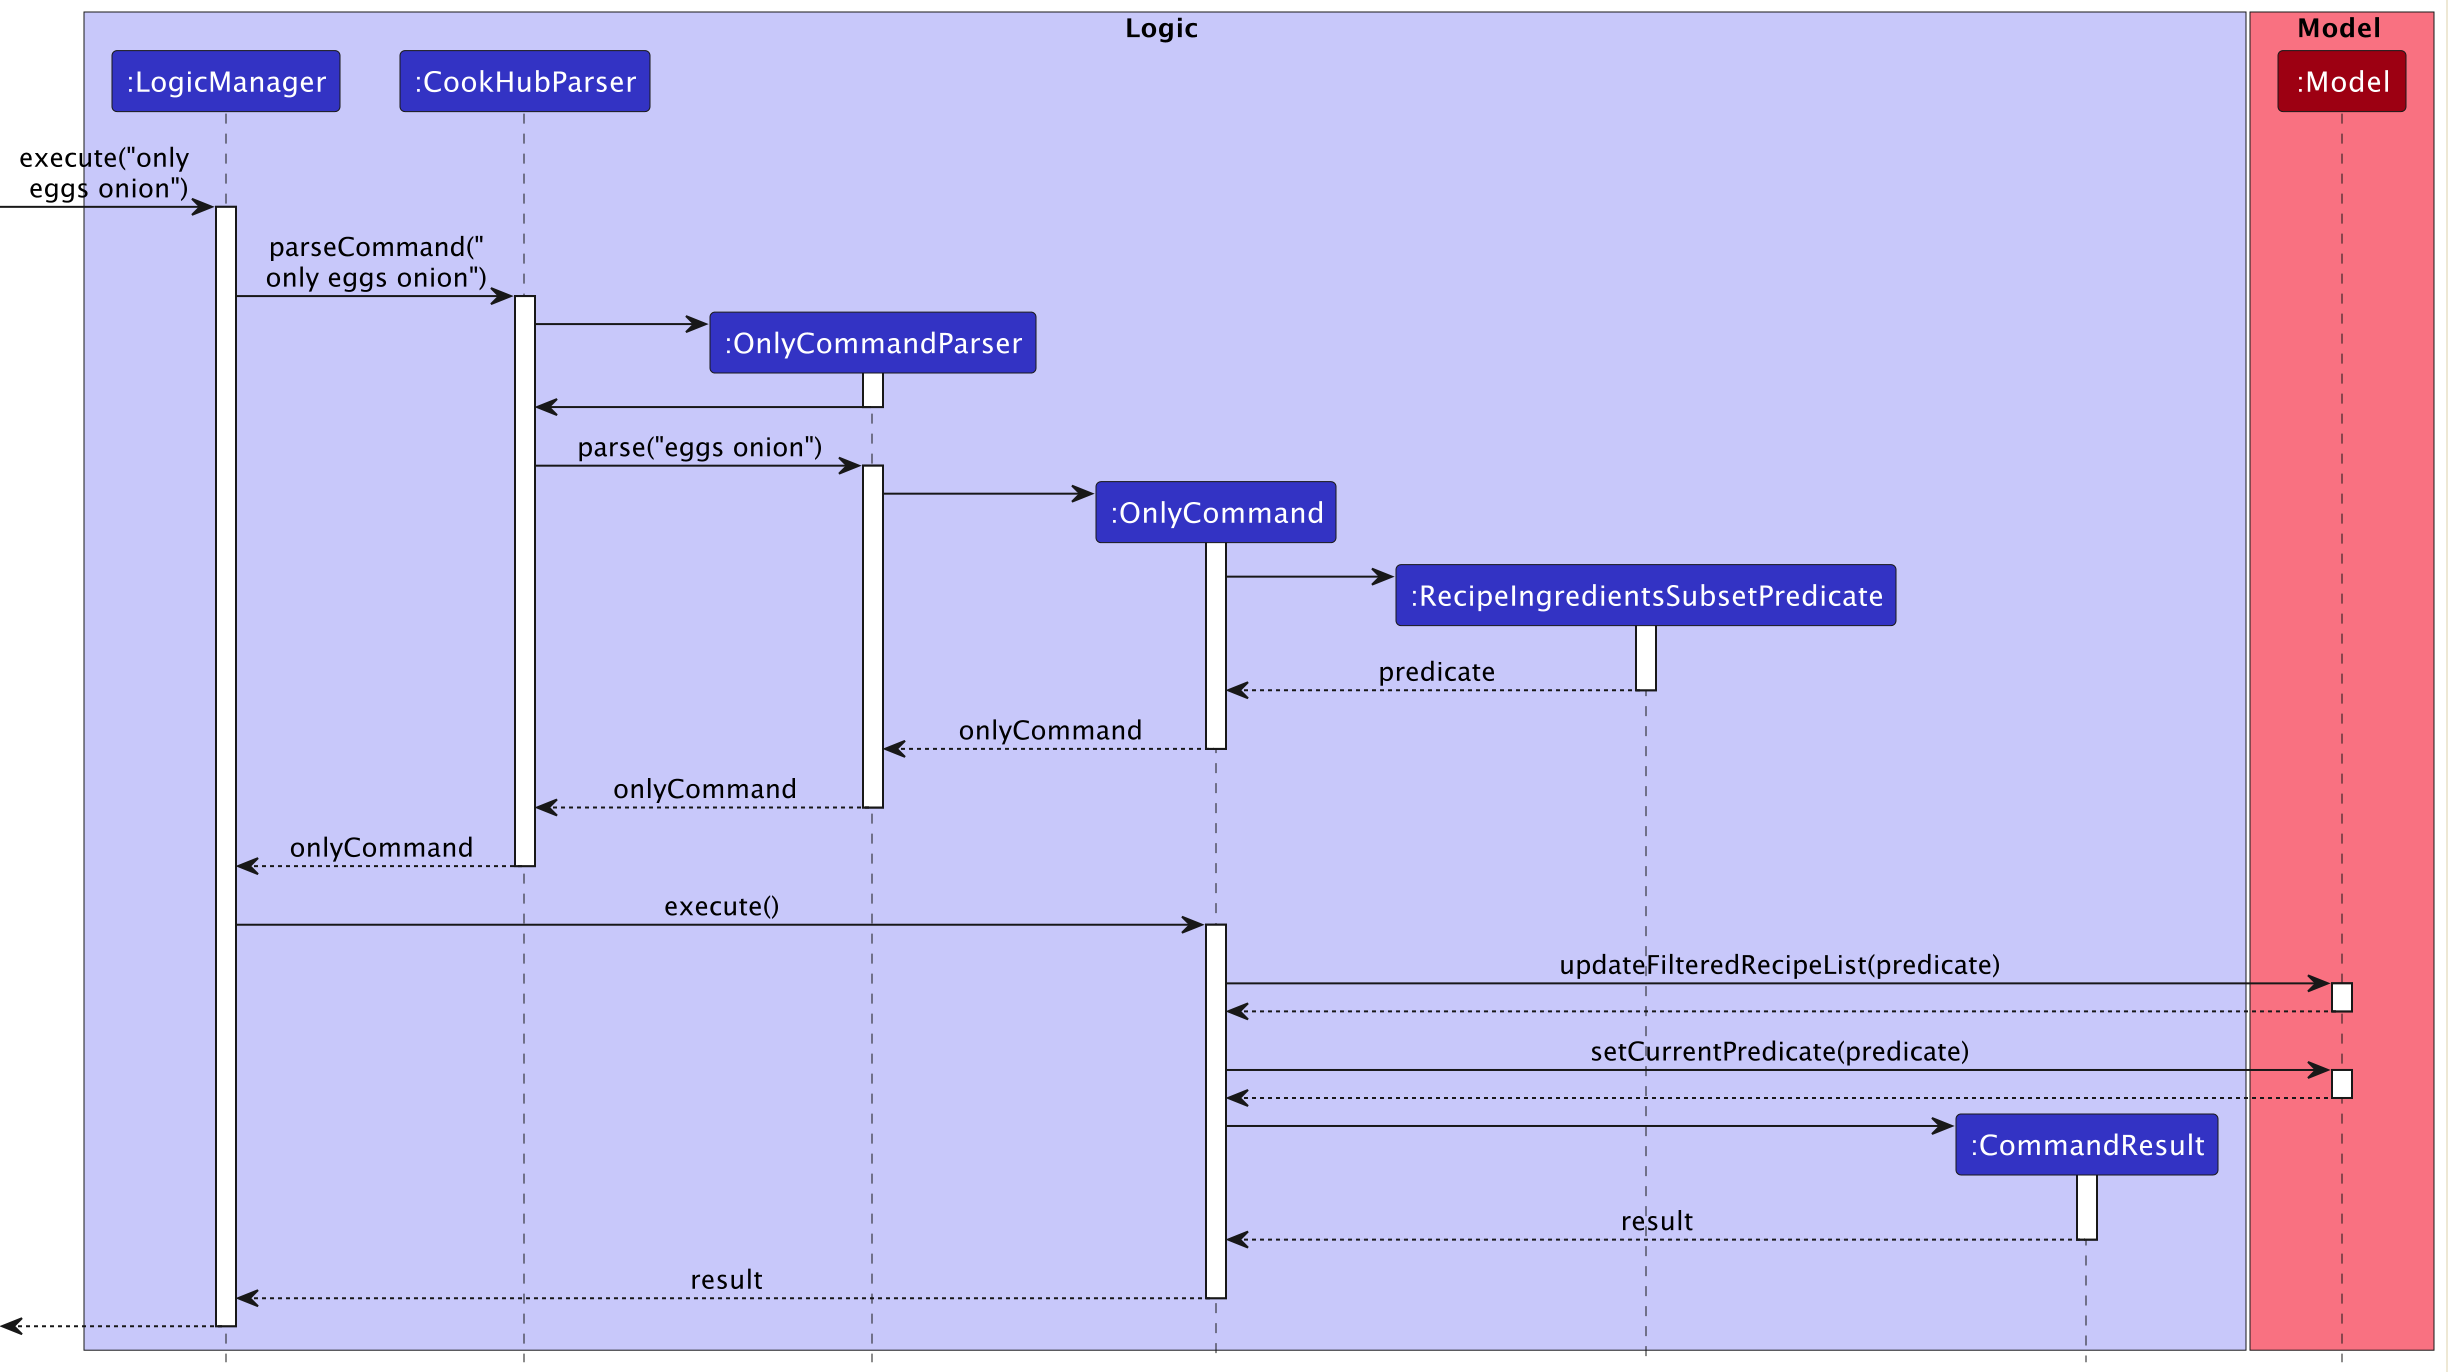 Logic
Model
:LogicManager
:CookHubParser
:Model
execute("only
eggs onion")
parseCommand("
only eggs onion")
:OnlyCommandParser
parse("eggs onion")
:OnlyCommand
:RecipeIngredientsSubsetPredicate
predicate
onlyCommand
onlyCommand
onlyCommand
execute()
updateFilteredRecipeList(predicate)
setCurrentPredicate(predicate)
:CommandResult
result
result